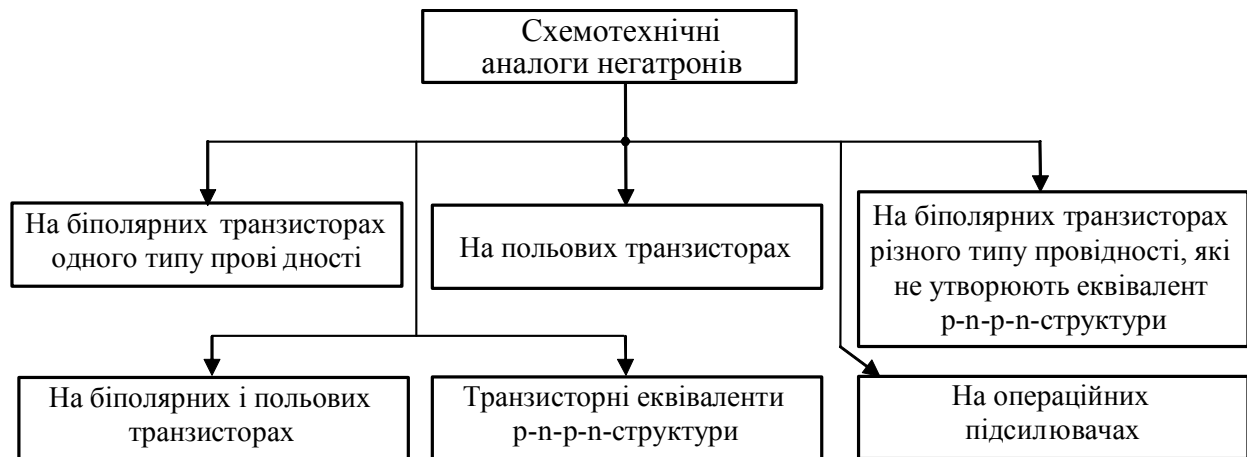 Схемотехнічні
аналоги негатронів
На біполярних транзисторах
одного типу прові дності
На польових транзисторах
На біполярних транзисторах
різного типу провідності, які
не утворюють еквівалент
p-n-p-n-структури
На біполярних і польових
транзисторах
Транзисторні еквіваленти
p-n-p-n-структури
На операційних
підсилювачах